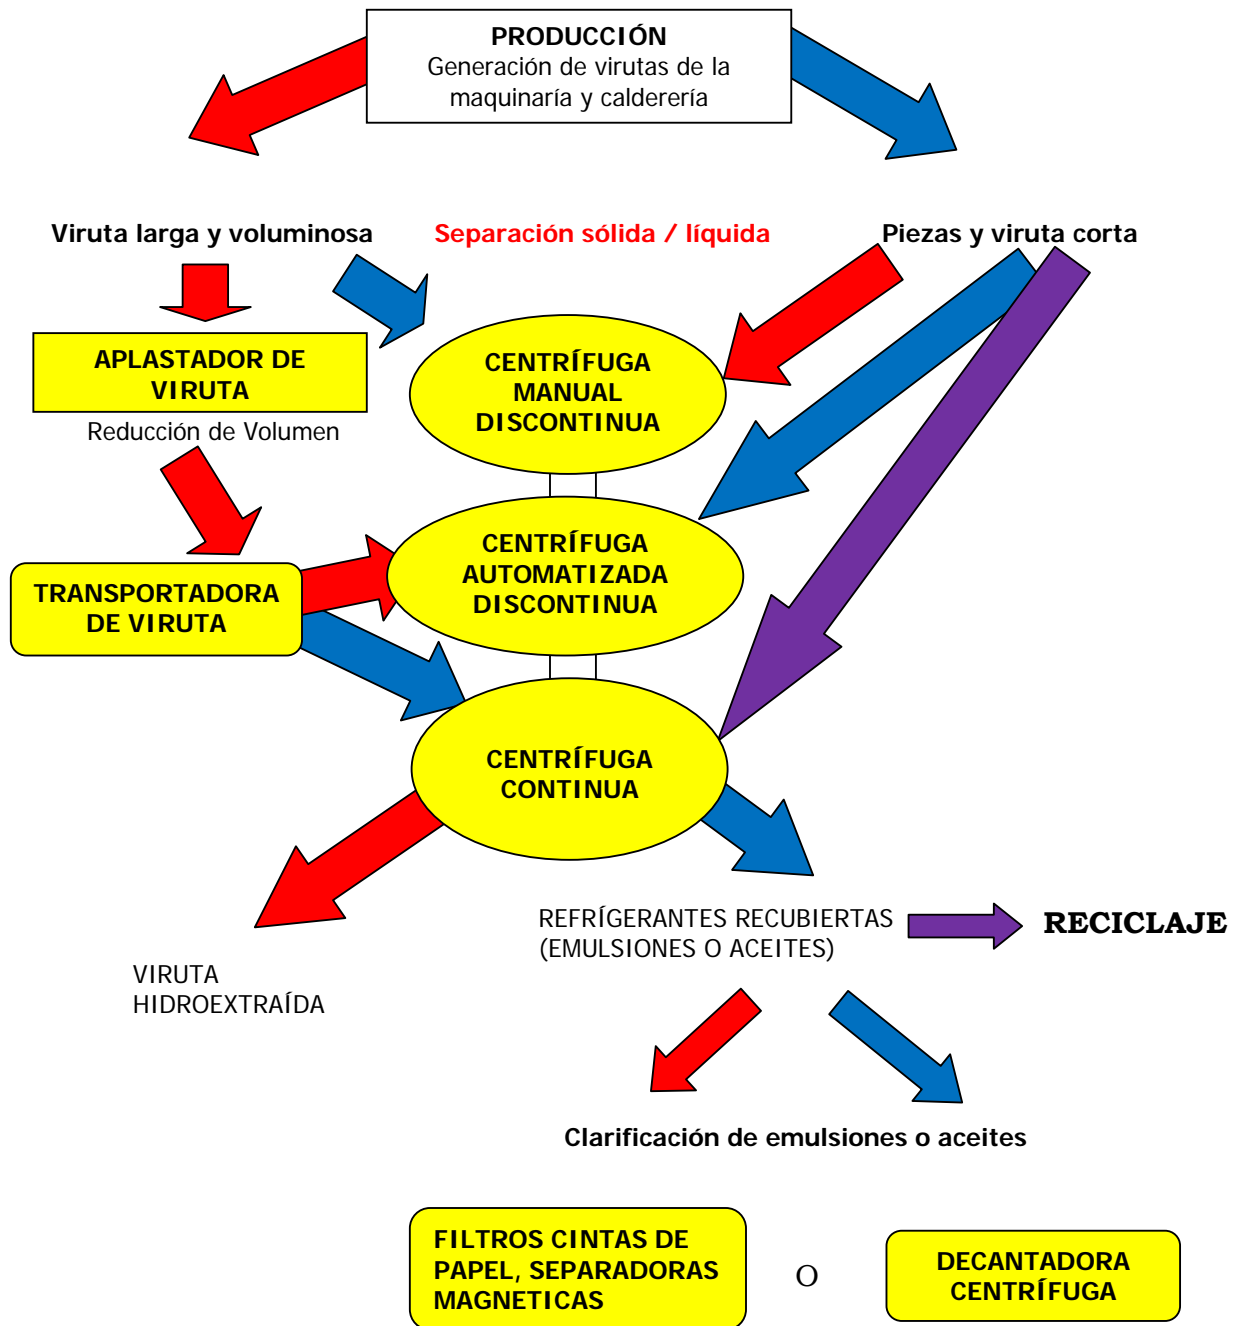 PRODUCCIÓN
Generación de virutas de la
maquinaría y calderería
Viruta larga y voluminosa
Separación sólida / líquida
Piezas y viruta corta
APLASTADOR DE
VIRUTA
Reducción de Volumen
CENTRÍFUGA
MANUAL
DISCONTINUA
CENTRÍFUGA
AUTOMATIZADA
DISCONTINUA
TRANSPORTADORA
DE VIRUTA
CENTRÍFUGA
CONTINUA
REFRÍGERANTES RECUBIERTAS
(EMULSIONES O ACEITES)
RECICLAJE
VIRUTA
HIDROEXTRAÍDA
Clarificación de emulsiones o aceites
FILTROS CINTAS DE
PAPEL, SEPARADORAS
MAGNETICAS
O
DECANTADORA
CENTRÍFUGA